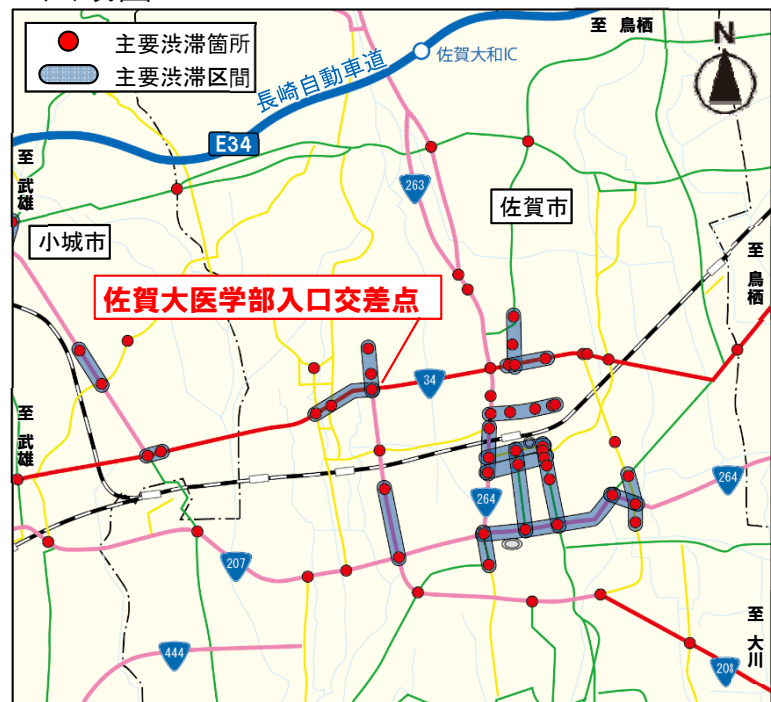 主要渋滞箇所
主要渋滞区間
至 鳥栖
N
佐賀大和IC
長崎自動車道
E34
至 武雄
263
佐賀市
小城市
至 鳥栖
佐賀大医学部入口交差点
34
至 武雄
264
264
207
444
至 大川
208